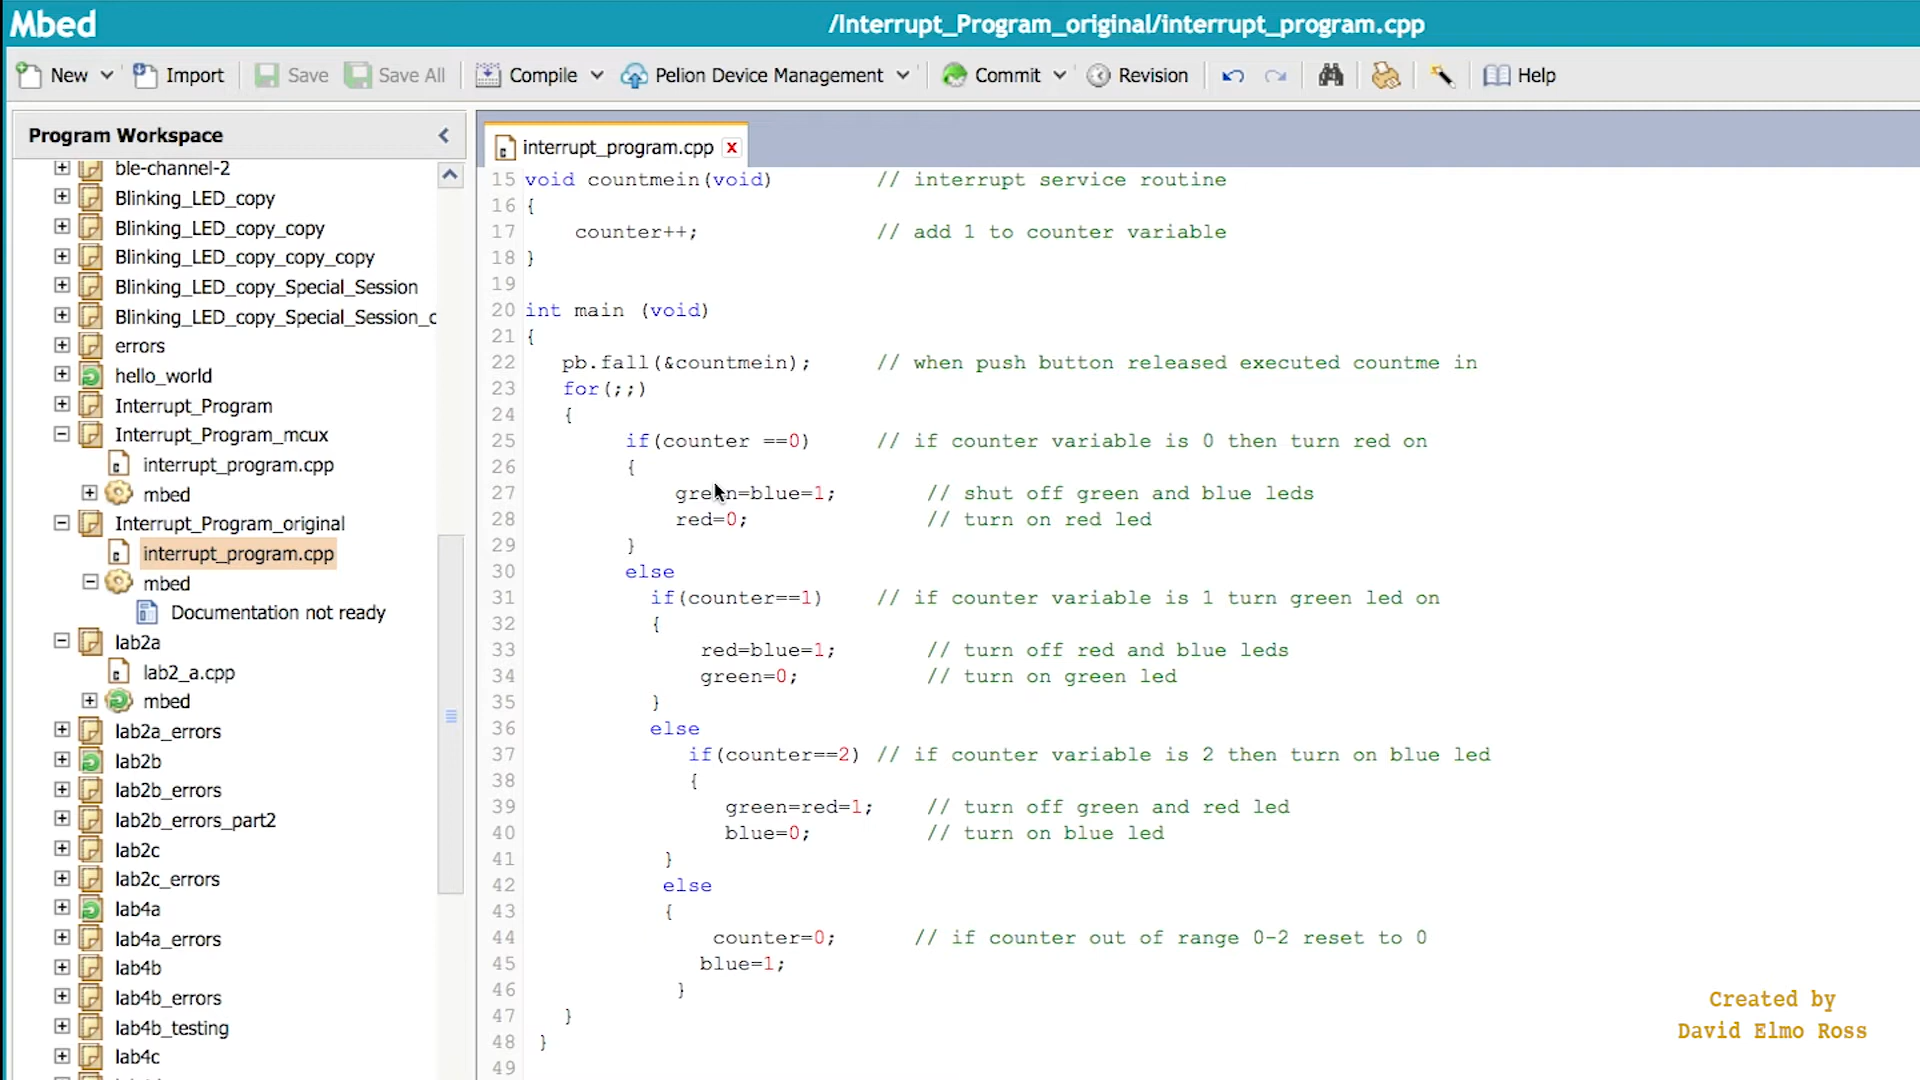 Mbed
/Interrupt_Program_original/interrupt_program.cpp
New Import Save Save All Compile Pelion Device Management Commit Revision Help
Program Workspace
ble-channel-2
Blinking_LED_copy
Blinking_LED_copy_copy
Blinking_LED_copy_copy_copy
Blinking_LED_copy_Special_Session
Blinking_LED_copy_Special_Session_c
errors
hello_world
Interrupt_Program
Interrupt_Program_mcux
interrupt_program.cpp
mbed
Interrupt_Program_original
interrupt_program.cpp
mbed
Documentation not ready
lab2a
lab2_a.cpp
mbed
lab2a_errors
lab2b
lab2b_errors
lab2b_errors_part2
lab2c
lab2c_errors
lab4a
lab4a_errors
lab4b
lab4b_errors
lab4b_testing
lab4c
interrupt_program.cpp x
15 void countmein(void) // interrupt service routine
16 {
17 counter++; // add 1 to counter variable
18 }
19
20 int main (void)
21 {
22 pb.fall(&countmein); // when push button released executed countme in
23 for(;;)
24 {
25 if(counter ==0) // if counter variable is 0 then turn red on
26 {
27 green=blue=1; // shut off green and blue leds
28 red=0; // turn on red led
29 }
30 else
31 if(counter==1) // if counter variable is 1 turn green led on
32 {
33 red=blue=1; // turn off red and blue leds
34 green=0; // turn on green led
35 }
36 else
37 if(counter==2) // if counter variable is 2 then turn on blue led
38 {
39 green=red=1; // turn off green and red led
40 blue=0; // turn on blue led
41 }
42 else
43 {
44 counter=0; // if counter out of range 0-2 reset to 0
45 blue=1;
46 }
47 }
48 }
49
Created by
David Elmo Ross